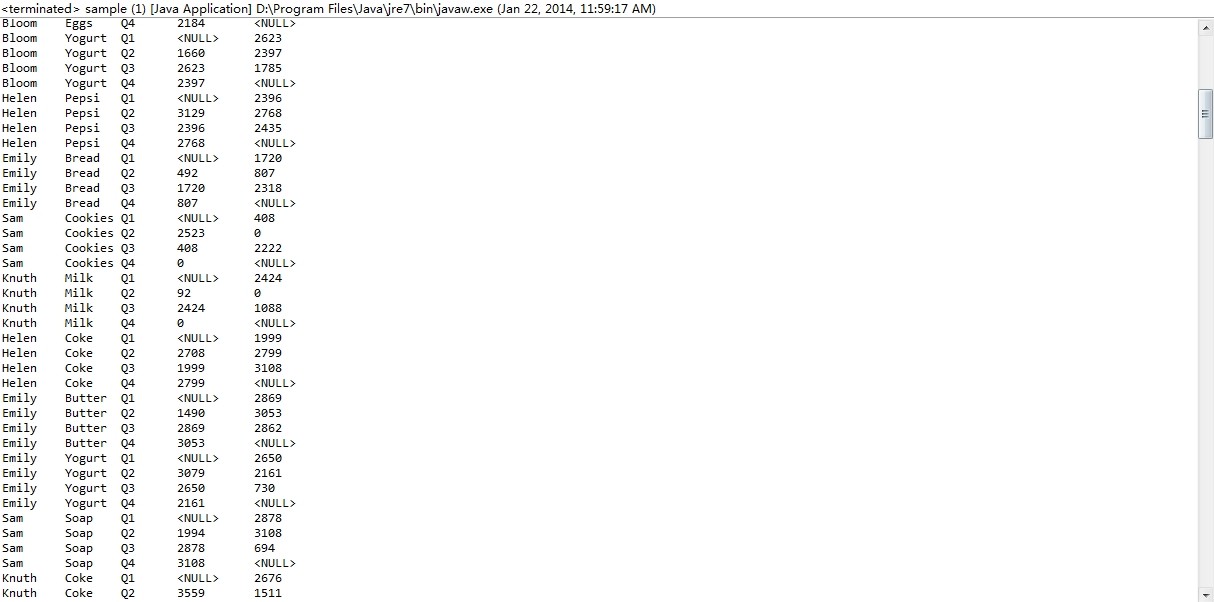 <terminated> sample (1) [Java Application] D:\Program Files\Java\jre7\bin\javaw.exe (Jan 22, 2014, 11:59:17 AM)
Bloom Eggs Q4 2184 <NULL>
Bloom Yogurt Q1 <NULL> 2623
Bloom Yogurt Q2 1660 2397
Bloom Yogurt Q3 2623 1785
Bloom Yogurt Q4 2397 <NULL>
Helen Pepsi Q1 <NULL> 2396
Helen Pepsi Q2 3129 2768
Helen Pepsi Q3 2396 2435
Helen Pepsi Q4 2768 <NULL>
Emily Bread Q1 <NULL> 1720
Emily Bread Q2 492 807
Emily Bread Q3 1720 2318
Emily Bread Q4 807 <NULL>
Sam Cookies Q1 <NULL> 408
Sam Cookies Q2 2523 0
Sam Cookies Q3 408 2222
Sam Cookies Q4 0 <NULL>
Knuth Milk Q1 <NULL> 2424
Knuth Milk Q2 92 0
Knuth Milk Q3 2424 1088
Knuth Milk Q4 0 <NULL>
Helen Coke Q1 <NULL> 1999
Helen Coke Q2 2708 2799
Helen Coke Q3 1999 3108
Helen Coke Q4 2799 <NULL>
Emily Butter Q1 <NULL> 2869
Emily Butter Q2 1490 3053
Emily Butter Q3 2869 2862
Emily Butter Q4 3053 <NULL>
Emily Yogurt Q1 <NULL> 2650
Emily Yogurt Q2 3079 2161
Emily Yogurt Q3 2650 730
Emily Yogurt Q4 2161 <NULL>
Sam Soap Q1 <NULL> 2878
Sam Soap Q2 1994 3108
Sam Soap Q3 2878 694
Sam Soap Q4 3108 <NULL>
Knuth Coke Q1 <NULL> 2676
Knuth Coke Q2 3559 1511